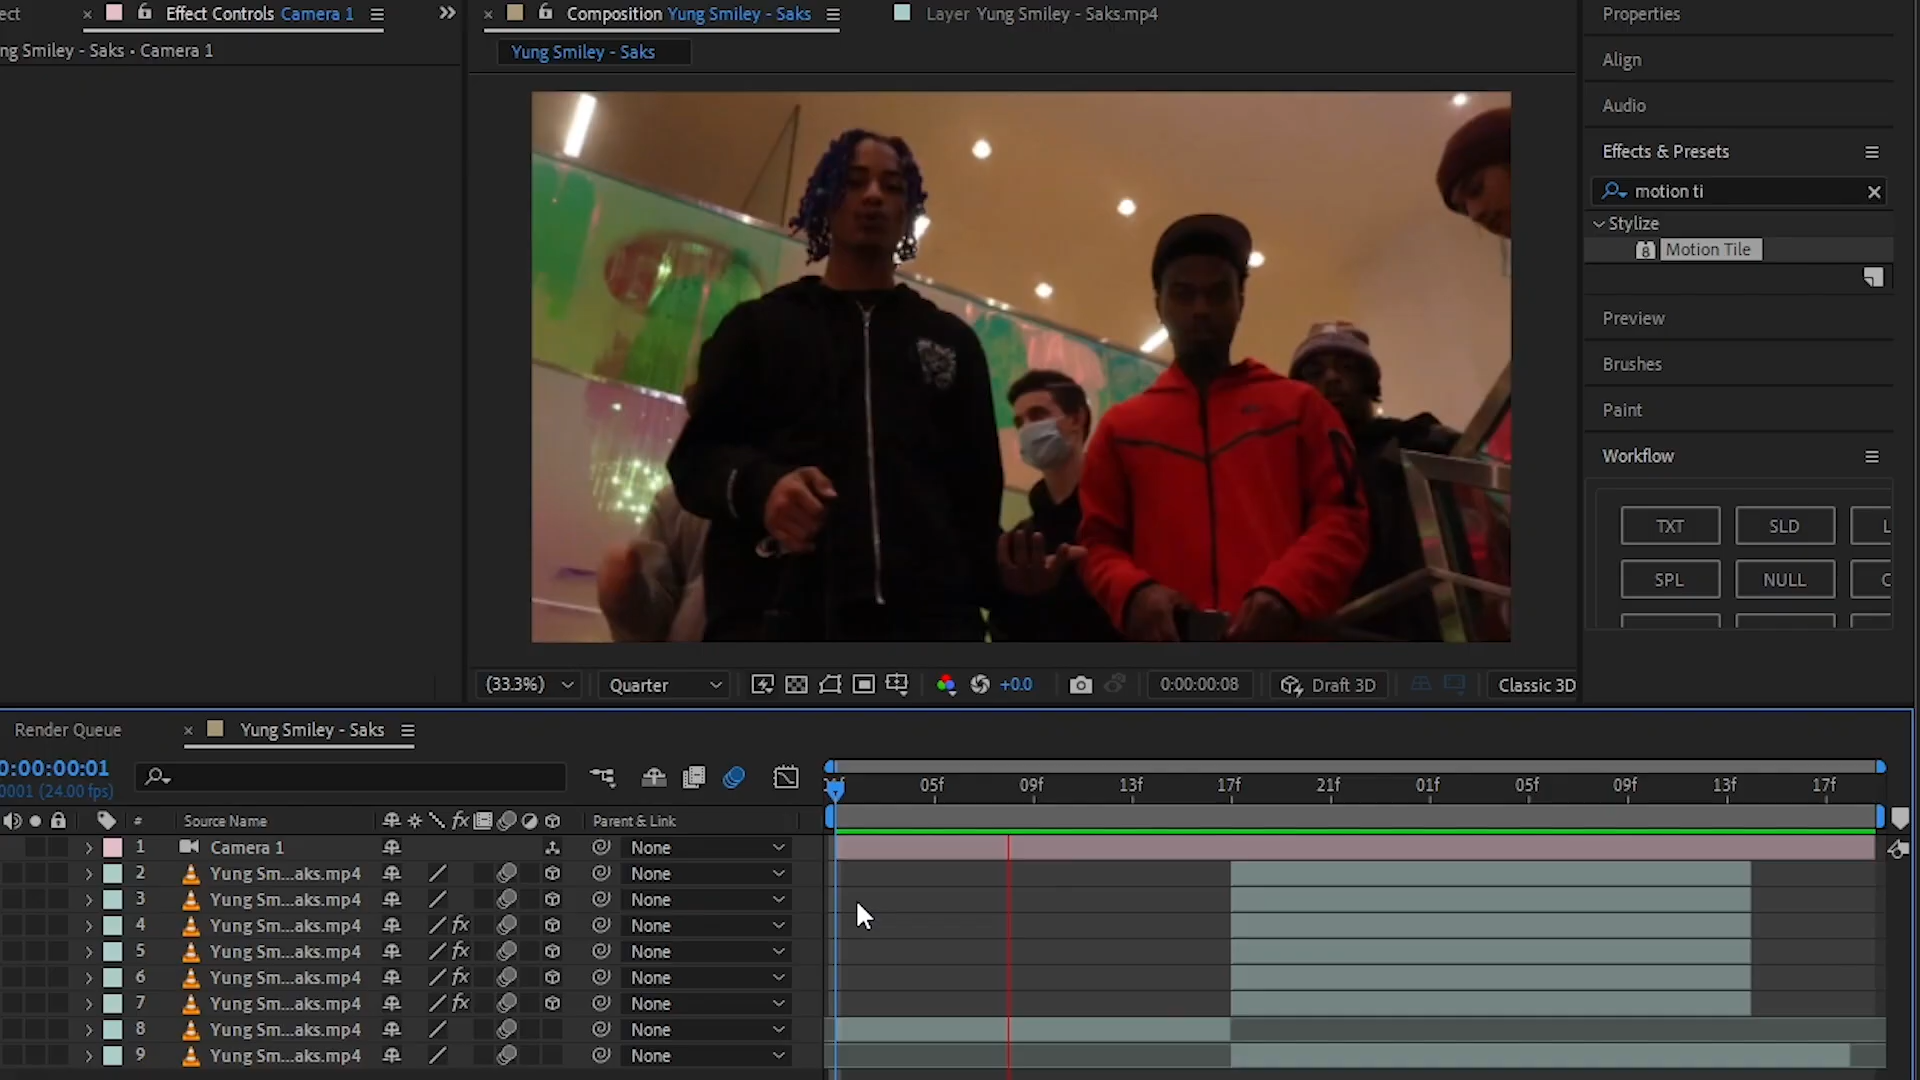 ect
Effect Controls Camera 1
ng Smiley - Saks • Camera 1
Composition Yung Smiley - Saks
Layer Yung Smiley - Saks.mp4
Yung Smiley - Saks
Properties
Align
Audio
Effects & Presets
motion ti
Stylize
8 Motion Tile
Preview
Brushes
Paint
Workflow
TXT SLD L
SPL NULL C
(33.3%) Quarter +0.0 0:00:00:08 Draft 3D Classic 3D
Render Queue
Yung Smiley - Saks
0:00:00:01
0001 (24.00 fps)
05f 09f 13f 17f 21f 01f 05f 09f 13f 17f
# Source Name fx Parent & Link
1 Camera 1 None
2 Yung Sm...aks.mp4 None
3 Yung Sm...aks.mp4 None
4 Yung Sm...aks.mp4 fx None
5 Yung Sm...aks.mp4 fx None
6 Yung Sm...aks.mp4 fx None
7 Yung Sm...aks.mp4 fx None
8 Yung Sm...aks.mp4 None
9 Yung Sm...aks.mp4 None